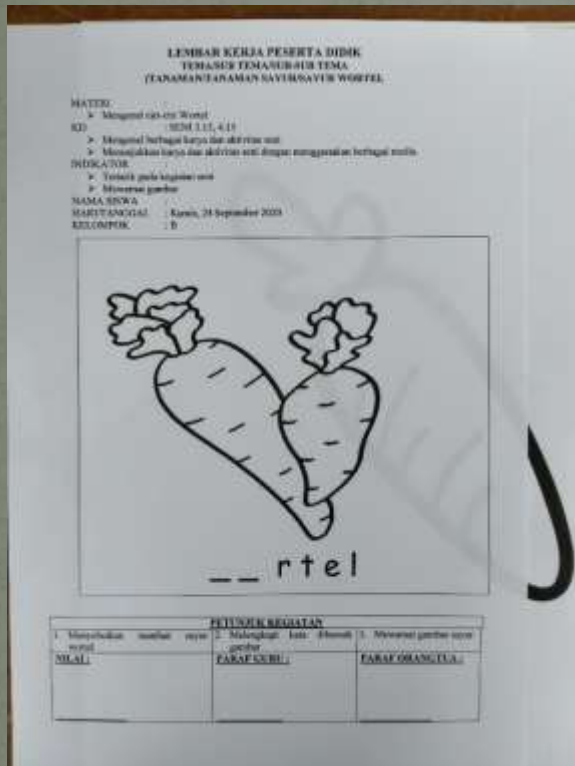 LEMBAR KERJA PESERTA DIDIK
TEMA/SUB TEMA/SUB-SUB TEMA
(TANAMAN/TANAMAN SAYUR/SAYUR WORTEL
MATERI :
➢ Mengenal ciri-ciri Wortel
KD : SENI 3.15, 4.15
➢ Mengenal berbagai karya dan aktivitas seni
➢ Menunjukkan karya dan aktivitas seni dengan menggunakan berbagai media
INDIKATOR
➢ Tertarik pada kegiatan seni
➢ Mewarnai gambar
NAMA SISWA :
HARI/TANGGAL : Kamis, 24 September 2020
KELOMPOK : B
__ rtel
PETUNJUK KEGIATAN
1. Menyebutkan manfaat sayur wortel
2. Melengkapi kata dibawah gambar
3. Mewarnai gambar sayur
NILAI :
PARAF GURU :
PARAF ORANGTUA :